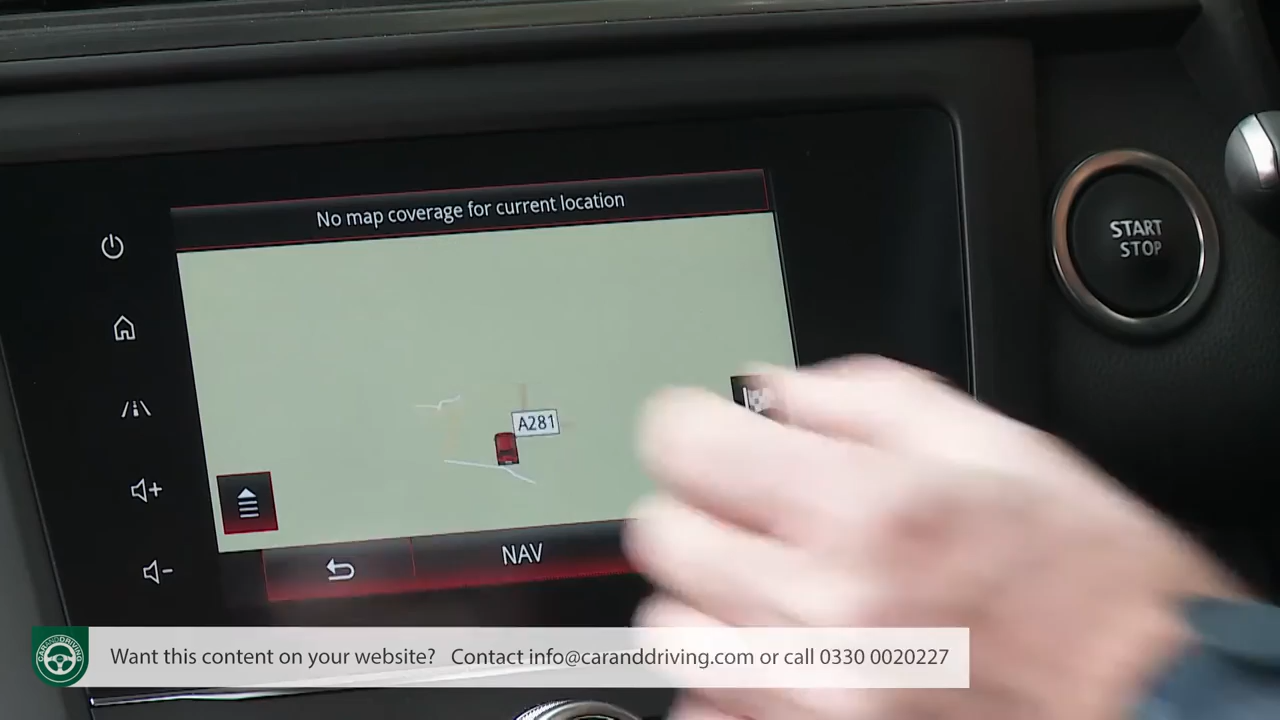 No map coverage for current location
START
STOP
A281
NAV
CARANDDRIVING
Want this content on your website? Contact info@caranddriving.com or call 0330 0020227